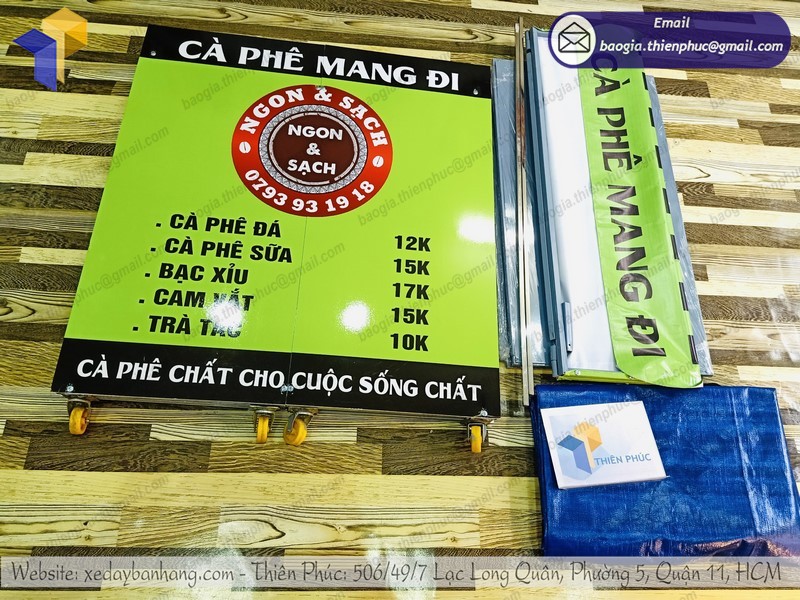 Email
baogia.thienphuc@gmail.com
CÀ PHÊ MANG ĐI
NGON & SẠCH
NGON
&
SẠCH
0793 93 19 18
. CÀ PHÊ ĐÁ 12K
. CÀ PHÊ SỮA 15K
. BẠC XỈU 17K
. CAM VẮT 15K
. TRÀ 10K
CÀ PHÊ CHẤT CHO CUỘC SỐNG CHẤT
CÀ PHÊ MANG ĐI
THIÊN PHÚC
Website: xedaybanhang.com - Thiên Phúc: 506/49/7 Lạc Long Quân, Phường 5, Quận 11, HCM